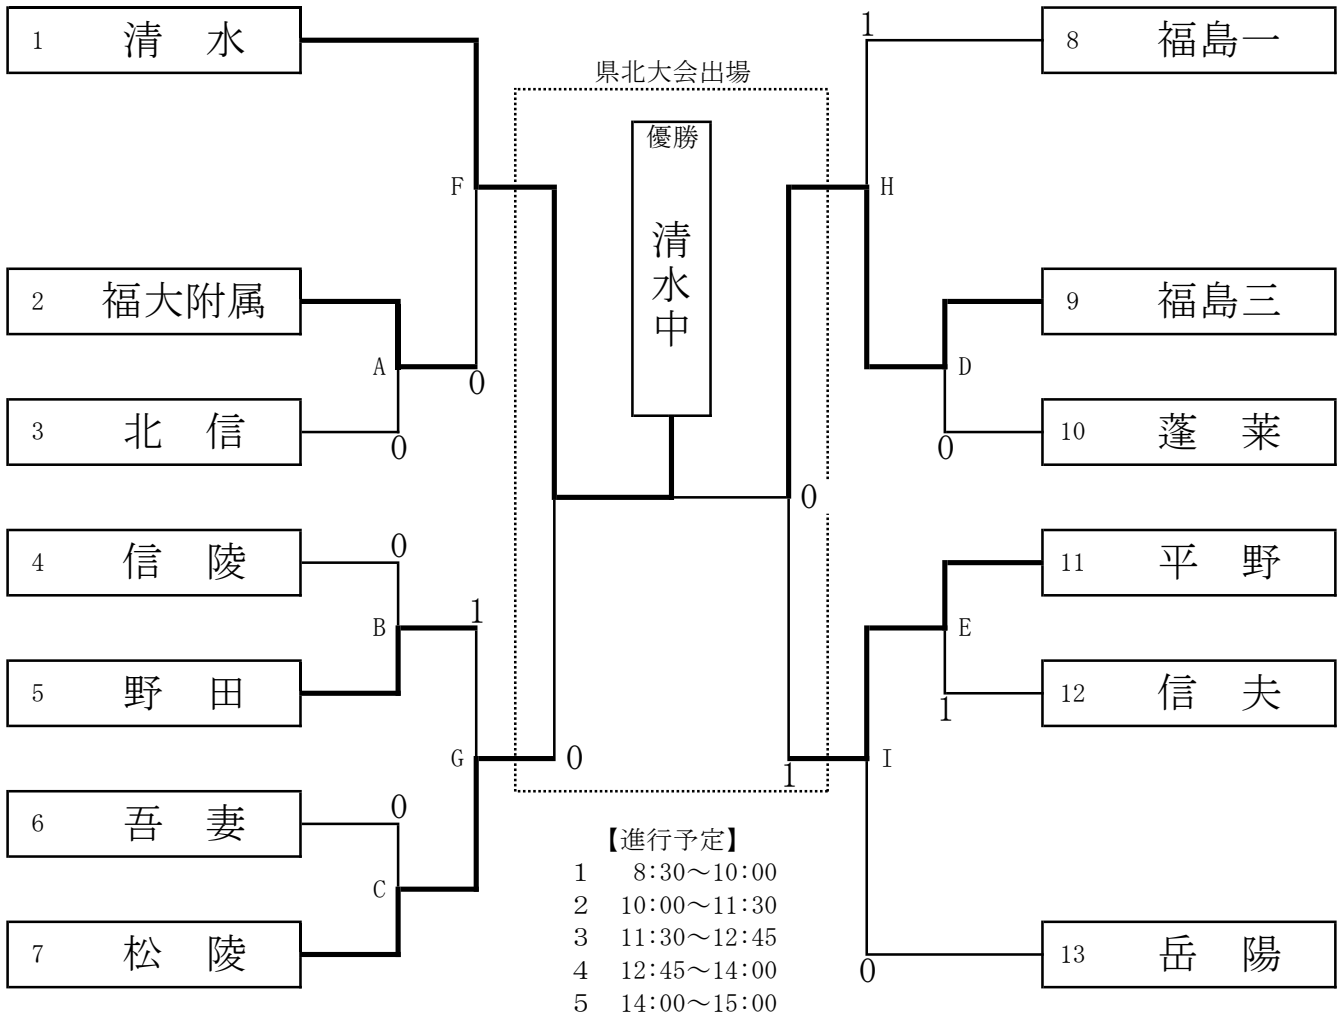 1 清 水
1
8 福島一
県北大会出場
優勝
F
H
清水中
2 福大附属
9 福島三
A
0
D
3 北 信
0
0
10 蓬 莱
0
4 信 陵
0
11 平 野
B
1
E
5 野 田
1
12 信 夫
G
0
1
I
6 吾 妻
0
【進行予定】
1 8:30～10:00
C
2 10:00～11:30
3 11:30～12:45
7 松 陵
0
13 岳 陽
4 12:45～14:00
5 14:00～15:00